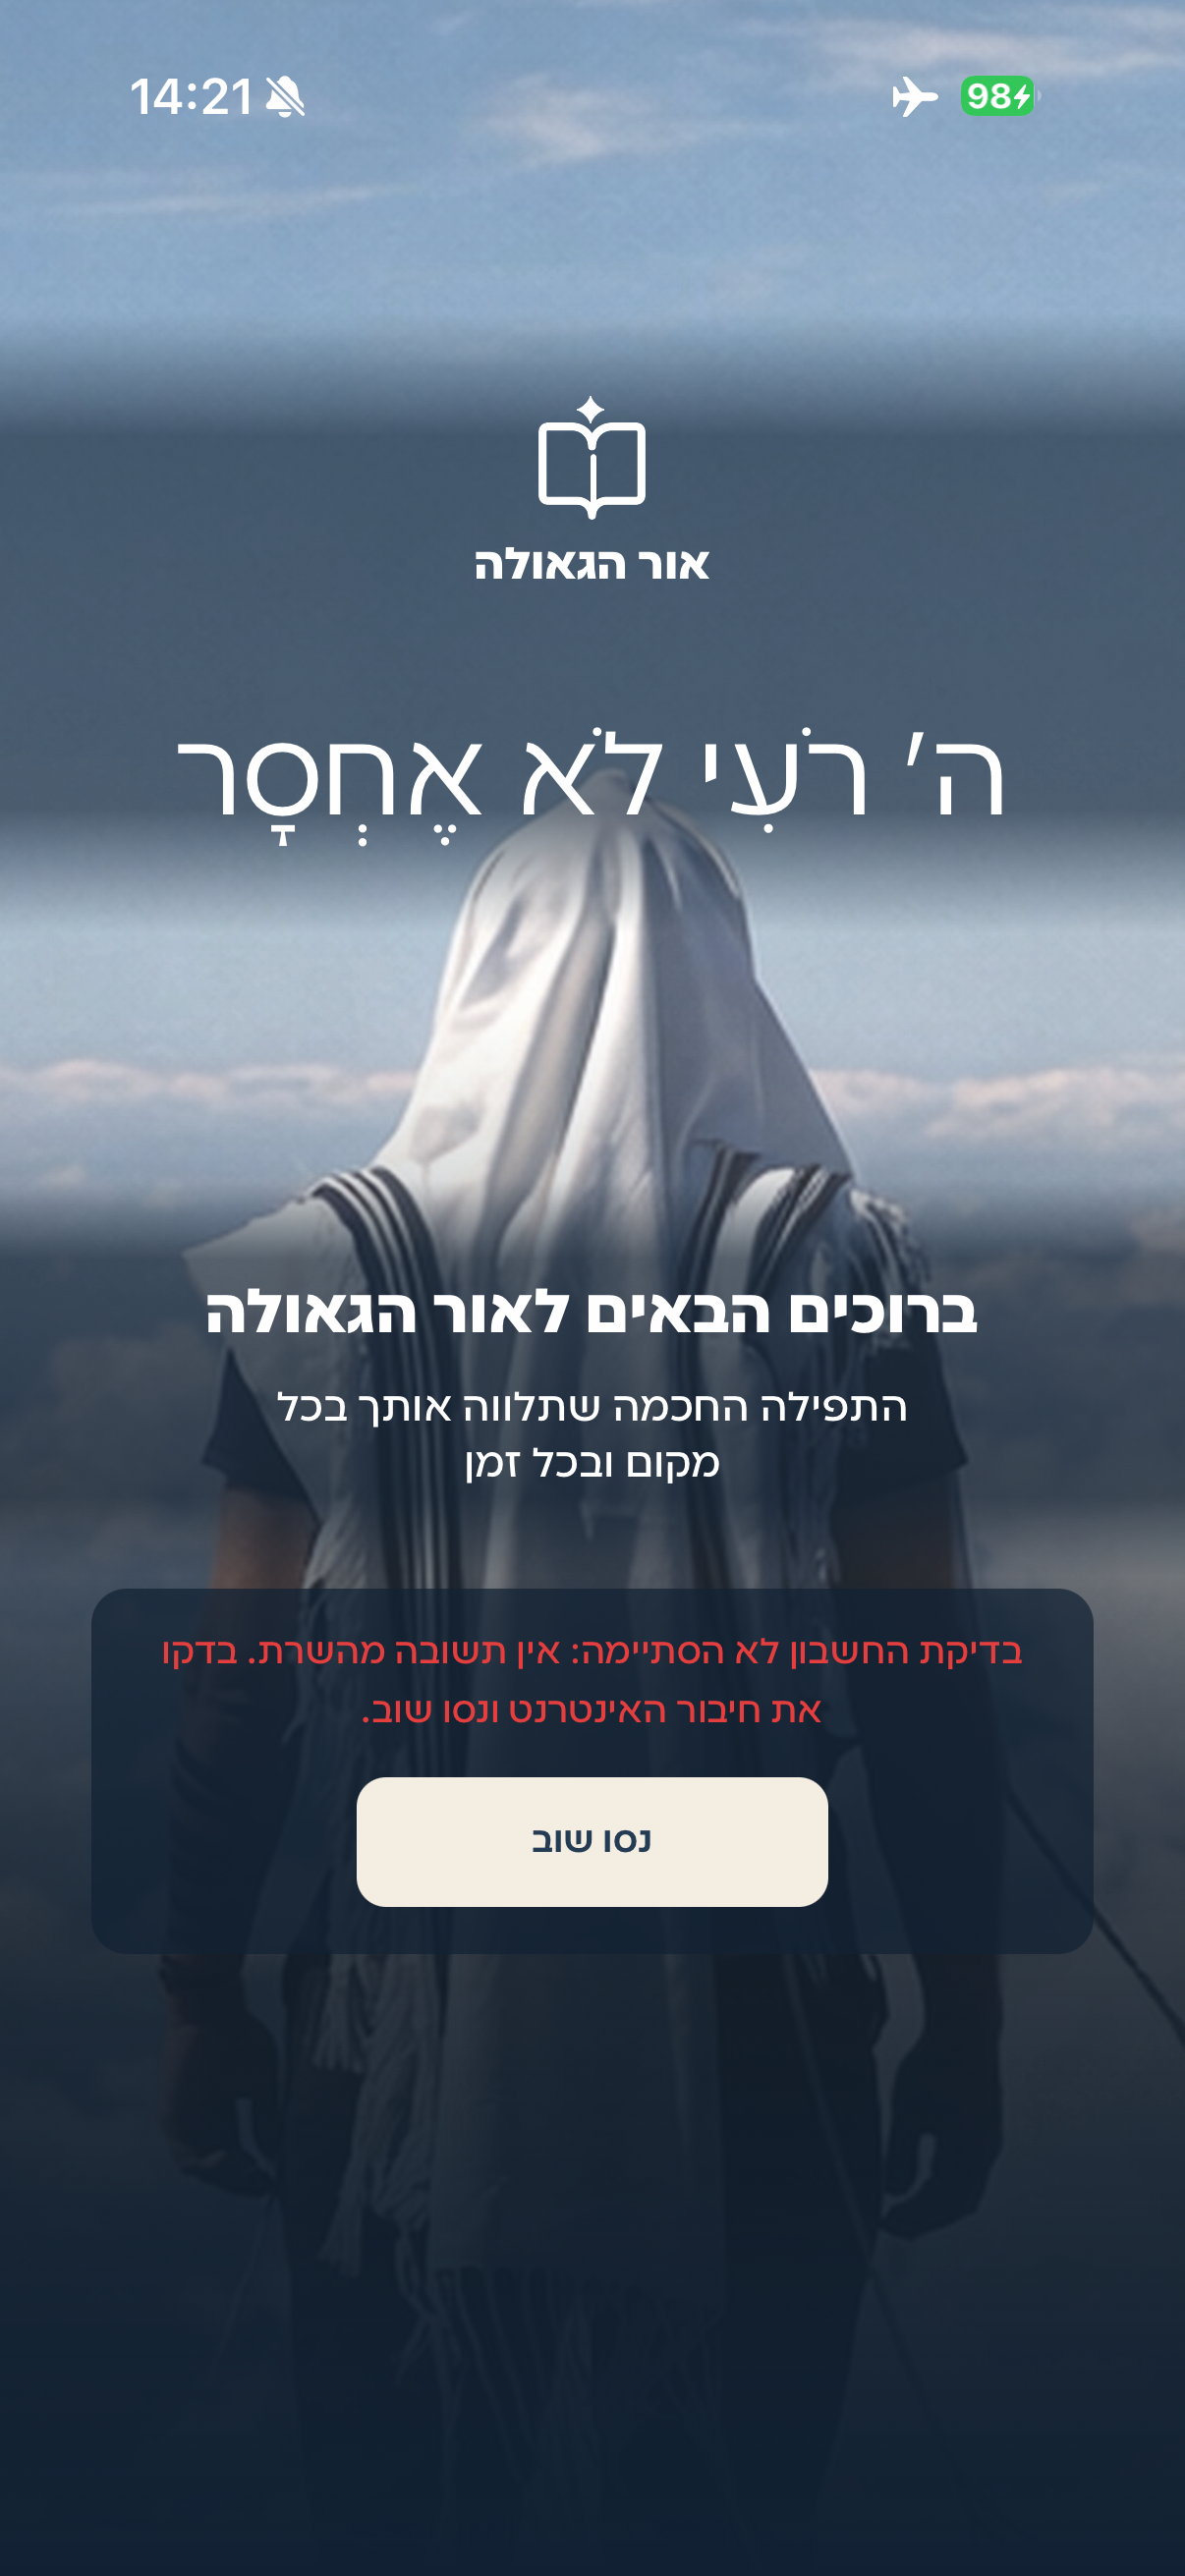 14:21
98
אור הגאולה
ה׳ רֹעִי לֹא אֶחְסָר
ברוכים הבאים לאור הגאולה
התפילה החכמה שתלווה אותך בכל
מקום ובכל זמן
בדיקת החשבון לא הסתיימה: אין תשובה מהשרת. בדקו
את חיבור האינטרנט ונסו שוב.
נסו שוב